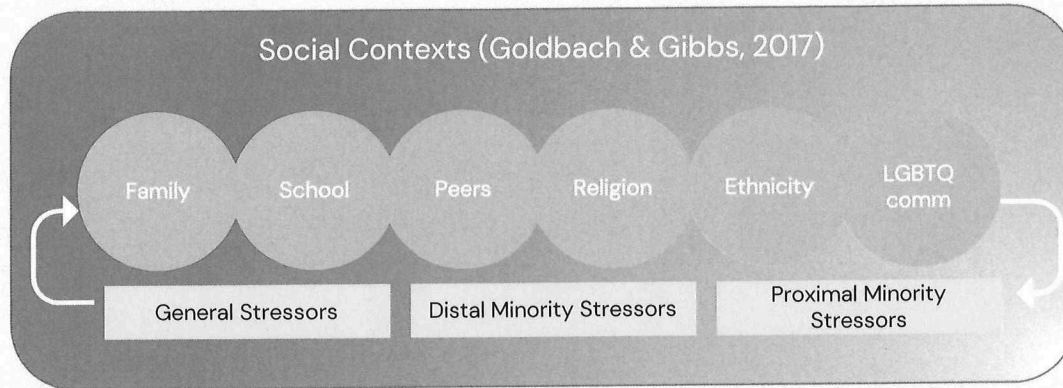 Social Contexts (Goldbach & Gibbs, 2017)
Family
School
Peers
Religion
Ethnicity
LGBTQ
comm
General Stressors
Distal Minority Stressors
Proximal Minority
Stressors